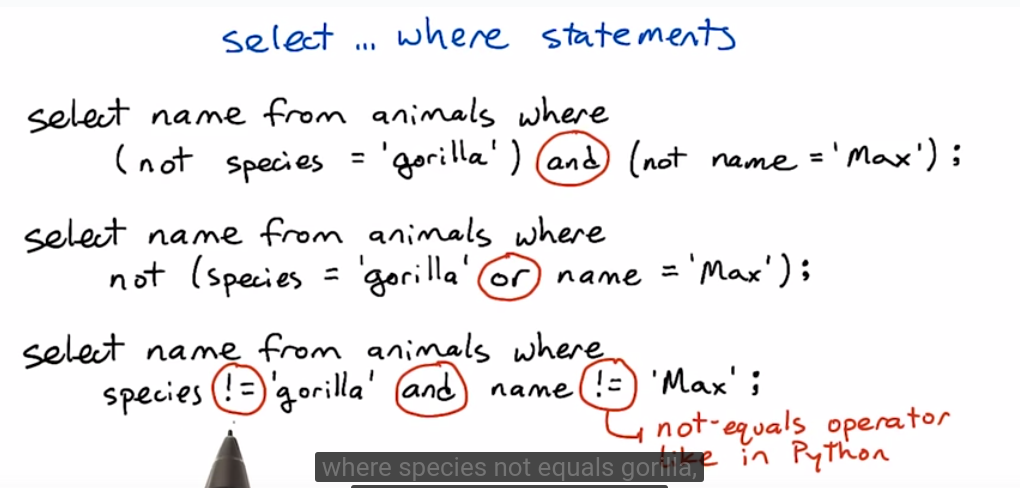 select ... where statements
select name from animals where
(not species = 'gorilla') and (not name = 'Max');
select name from animals where
not (species = 'gorilla' or name = 'Max');
select name from animals where
species != 'gorilla' and name != 'Max';
not-equals operator
like in Python
where species not equals gorilla,